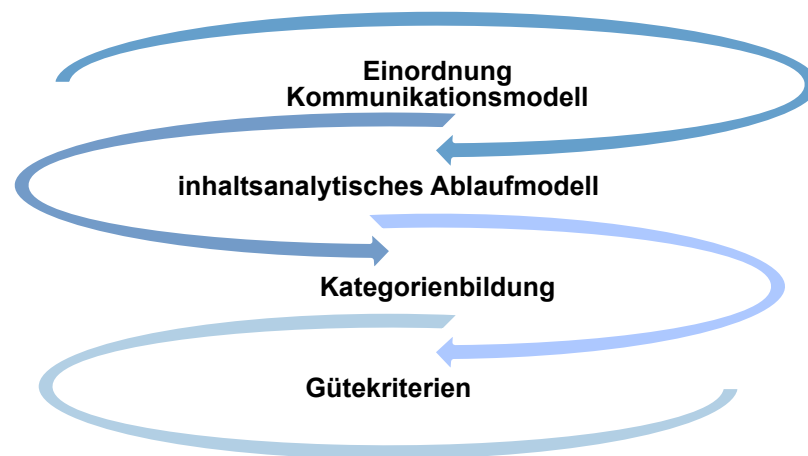 Einordnung
Kommunikationsmodell
inhaltsanalytisches Ablaufmodell
Kategorienbildung
Gütekriterien